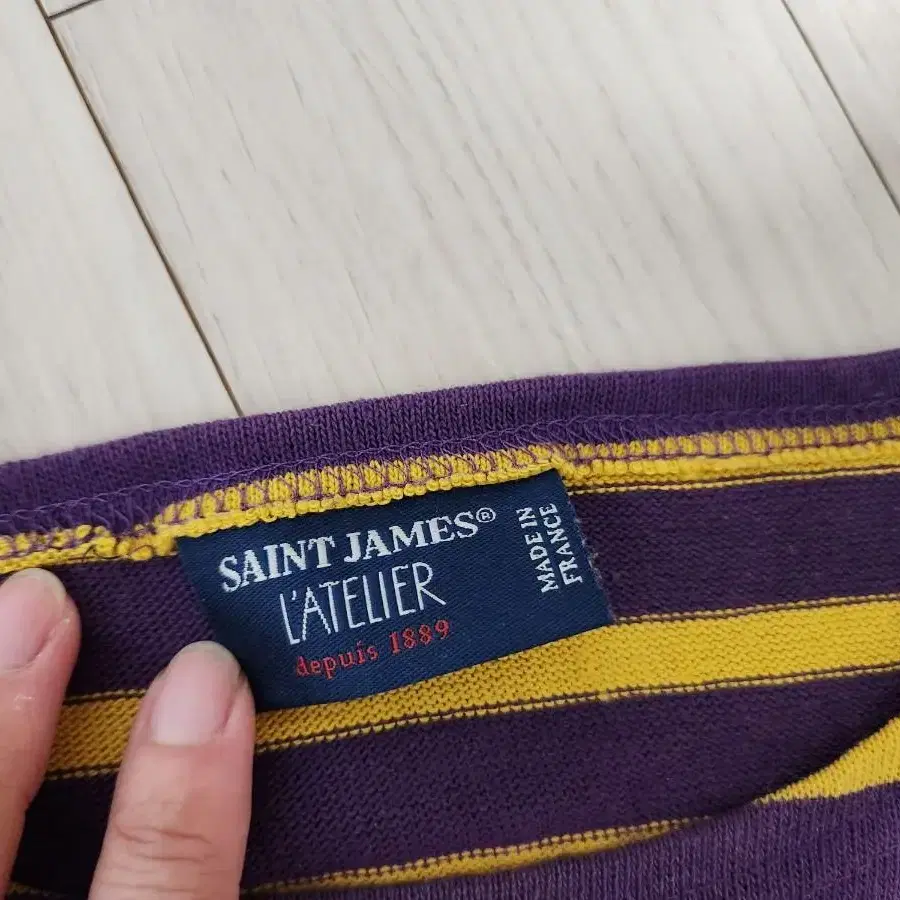 SAINT JAMES®
L'ATELIER
depuis 1889
MADE IN
FRANCE